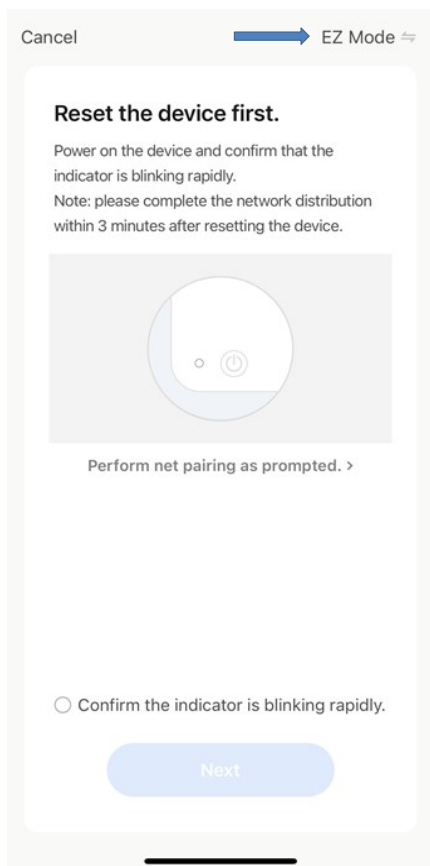 Cancel
EZ Mode
Reset the device first.
Power on the device and confirm that the
indicator is blinking rapidly.
Note: please complete the network distribution
within 3 minutes after resetting the device.
Perform net pairing as prompted. >
Confirm the indicator is blinking rapidly.
Next